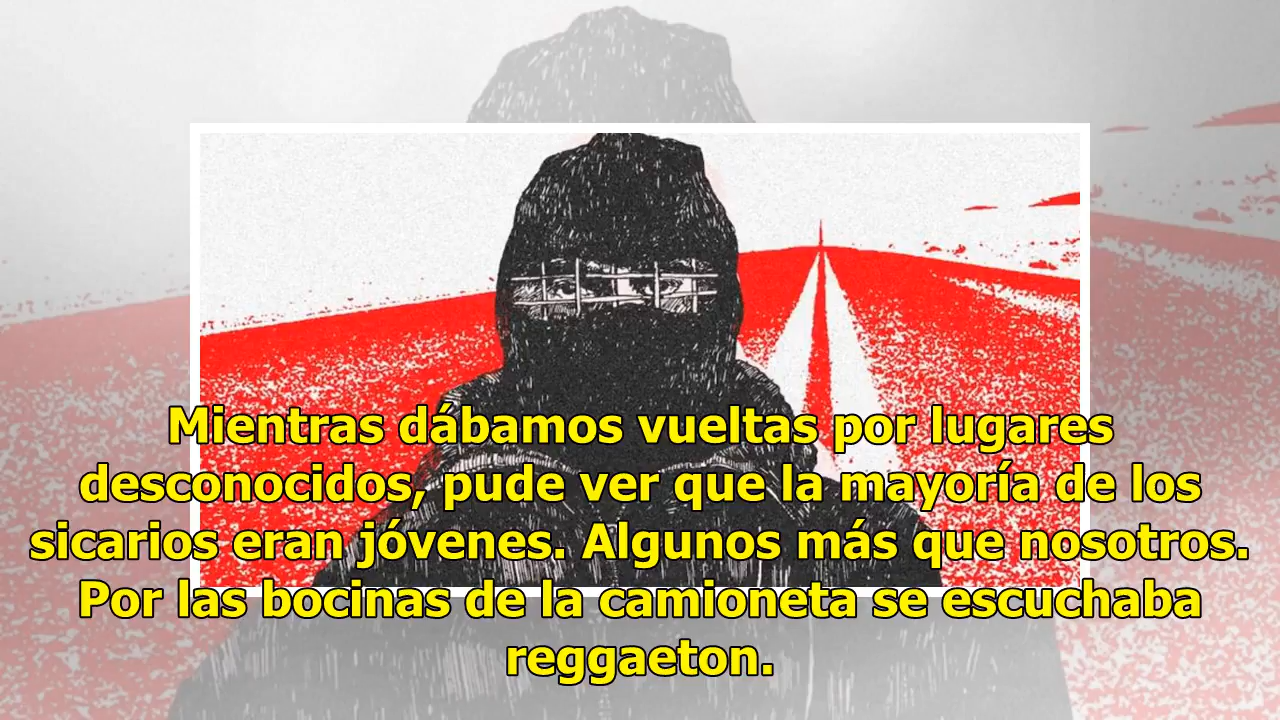 Mientras dábamos vueltas por lugares
desconocidos, pude ver que la mayoría de los
sicarios eran jóvenes. Algunos más que nosotros.
Por las bocinas de la camioneta se escuchaba
reggaeton.